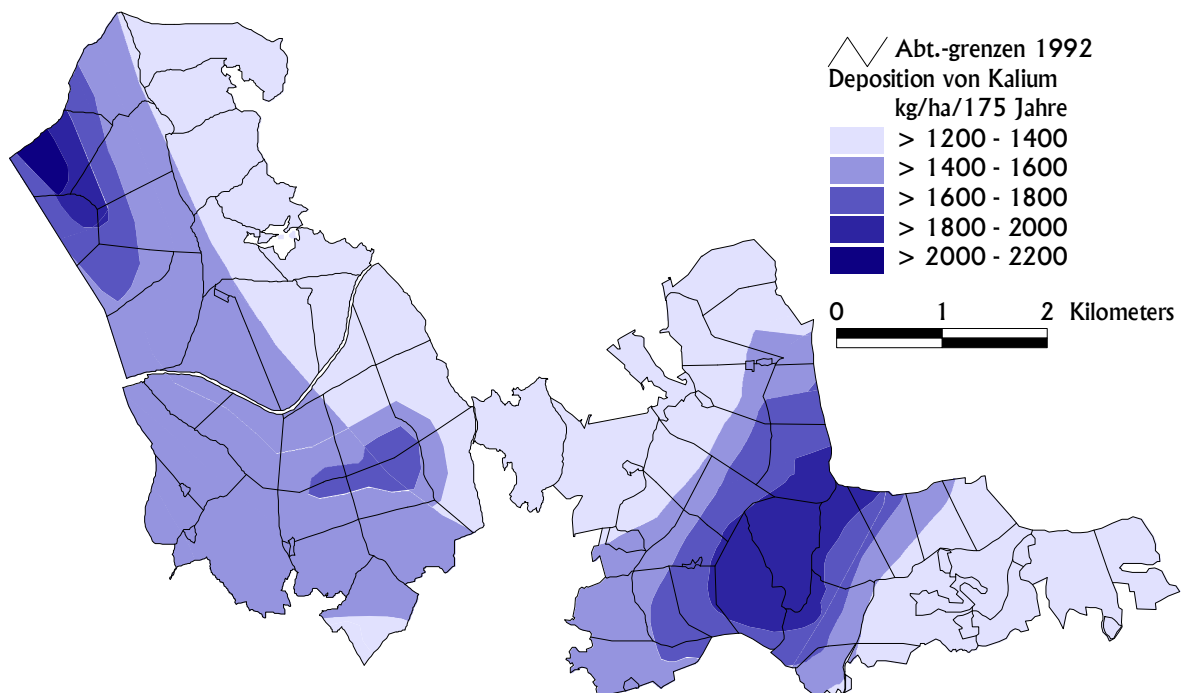 Abt.-grenzen 1992
Deposition von Kalium
kg/ha/175 Jahre
> 1200 - 1400
> 1400 - 1600
> 1600 - 1800
> 1800 - 2000
> 2000 - 2200
0 1 2 Kilometers